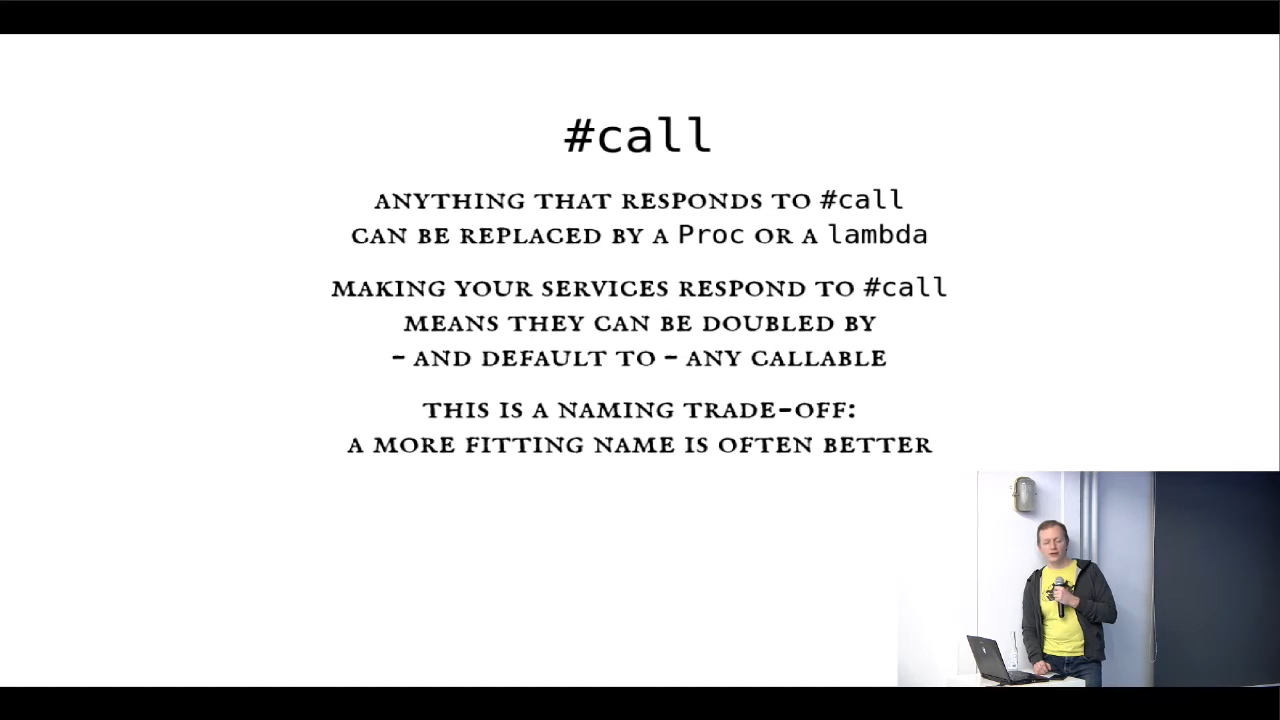 #call
ANYTHING THAT RESPONDS TO #call
CAN BE REPLACED BY A Proc OR A lambda
MAKING YOUR SERVICES RESPOND TO #call
MEANS THEY CAN BE DOUBLED BY
– AND DEFAULT TO – ANY CALLABLE
THIS IS A NAMING TRADE-OFF:
A MORE FITTING NAME IS OFTEN BETTER